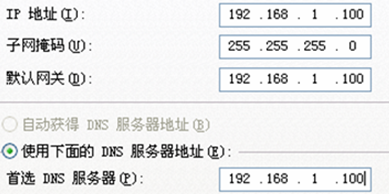 IP 地址(I): 192 .168 . 1 .100
子网掩码(U): 255 .255 .255 . 0
默认网关(D): 192 .168 . 1 .100
自动获得 DNS 服务器地址(B)
使用下面的 DNS 服务器地址(E):
首选 DNS 服务器(P): 192 .168 . 1 .100